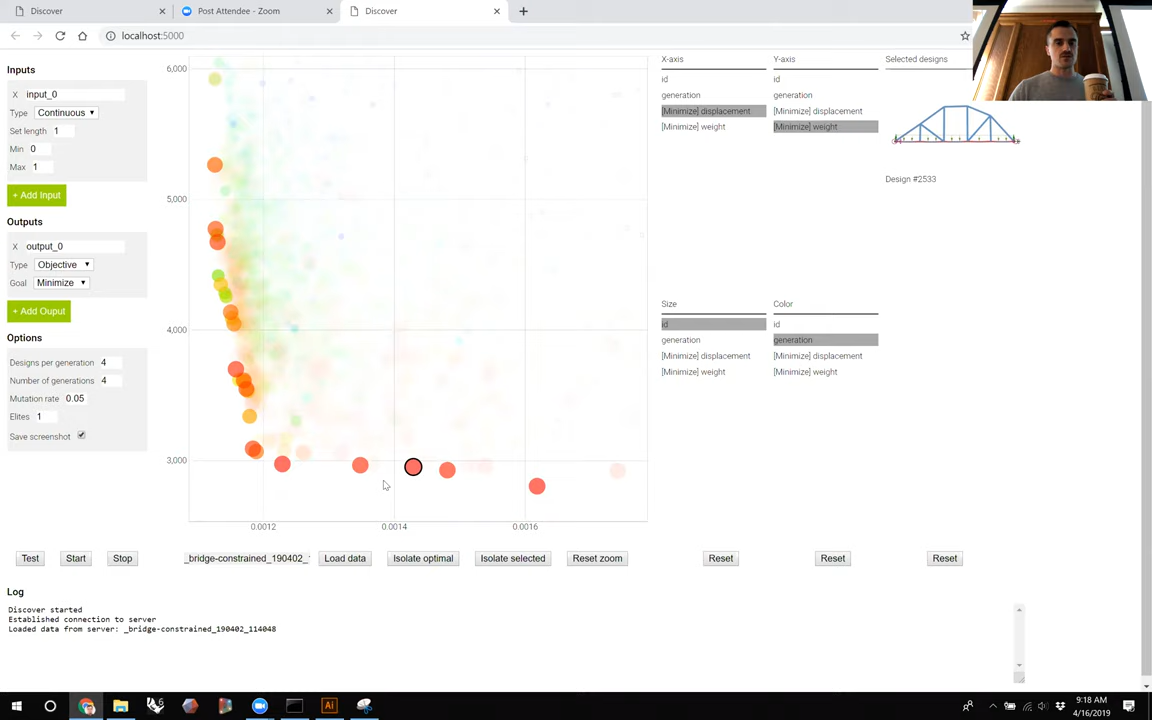 Discover
Post Attendee - Zoom
Discover
localhost:5000
Inputs
X input_0
Type Continuous
Set length 1
Min 0
Max 1
+ Add Input
Outputs
X output_0
Type Objective
Goal Minimize
+ Add Ouput
Options
Designs per generation 4
Number of generations 4
Mutation rate 0.05
Elites 1
Save screenshot
6,000
5,000
4,000
3,000
0.0012 0.0014 0.0016
X-axis
id
generation
[Minimize] displacement
[Minimize] weight
Y-axis
id
generation
[Minimize] displacement
[Minimize] weight
Selected designs
Design #2533
Size
id
generation
[Minimize] displacement
[Minimize] weight
Color
id
generation
[Minimize] displacement
[Minimize] weight
Test Start Stop _bridge-constrained_190402_ Load data Isolate optimal Isolate selected Reset zoom Reset Reset Reset
Log
Discover started
Established connection to server
Loaded data from server: _bridge-constrained_190402_114048
Ai
9:18 AM
4/16/2019